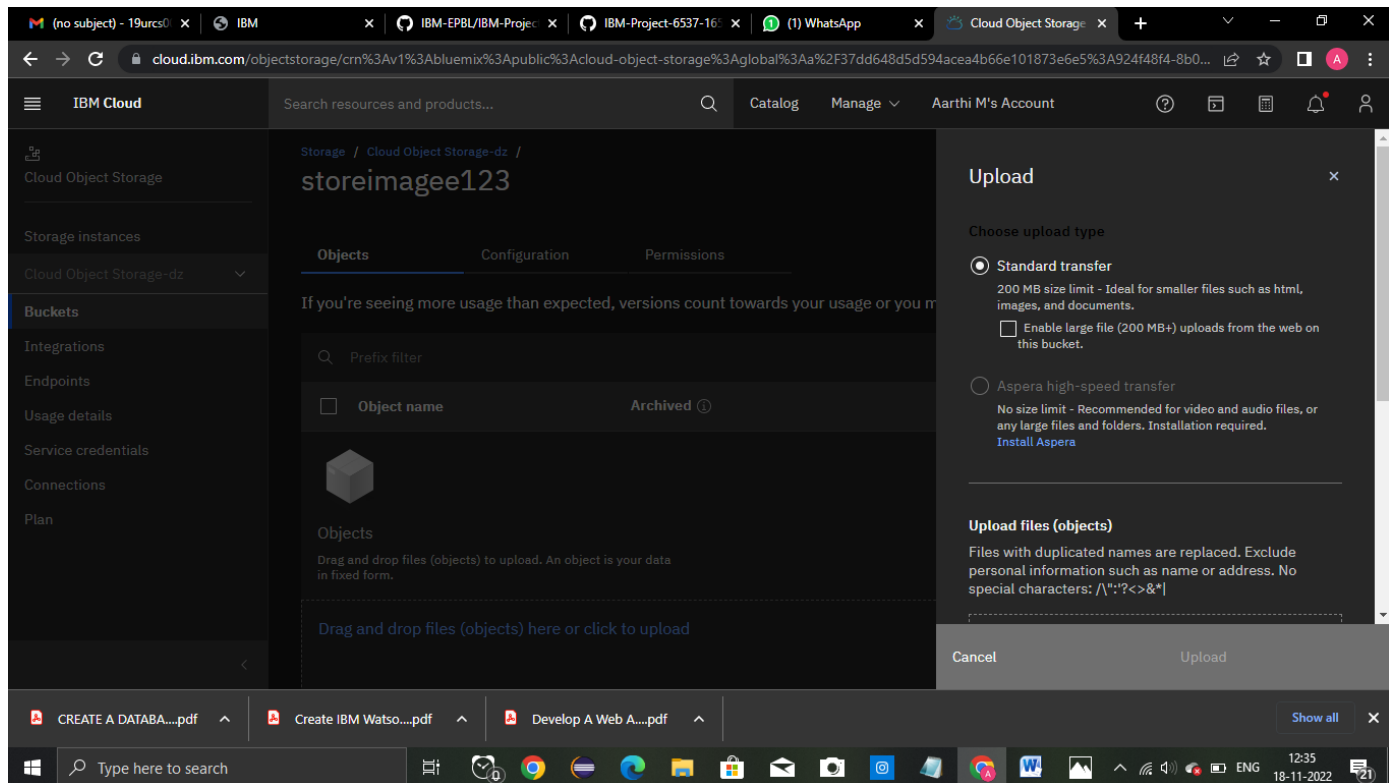 (no subject) - 19urcs0
IBM
IBM-EPBL/IBM-Projec
IBM-Project-6537-165
(1) WhatsApp
Cloud Object Storage
cloud.ibm.com/objectstorage/crn%3Av1%3Abluemix%3Apublic%3Acloud-object-storage%3Aglobal%3Aa%2F37dd648d5d594acea4b66e101873e6e5%3A924f48f4-8b0...
A
IBM Cloud
Search resources and products...
Catalog
Manage
Aarthi M's Account
Cloud Object Storage
Storage instances
Cloud Object Storage-dz
Buckets
Integrations
Endpoints
Usage details
Service credentials
Connections
Plan
Storage / Cloud Object Storage-dz /
storeimagee123
Objects
Configuration
Permissions
If you're seeing more usage than expected, versions count towards your usage or you m
Prefix filter
Object name
Archived
Objects
Drag and drop files (objects) to upload. An object is your data
in fixed form.
Drag and drop files (objects) here or click to upload
Upload
Choose upload type
Standard transfer
200 MB size limit - Ideal for smaller files such as html,
images, and documents.
Enable large file (200 MB+) uploads from the web on
this bucket.
Aspera high-speed transfer
No size limit - Recommended for video and audio files, or
any large files and folders. Installation required.
Install Aspera
Upload files (objects)
Files with duplicated names are replaced. Exclude
personal information such as name or address. No
special characters: /\":'?<>&*|
Cancel
Upload
CREATE A DATABA....pdf
Create IBM Watso....pdf
Develop A Web A....pdf
Show all
Type here to search
ENG
12:35
18-11-2022
21